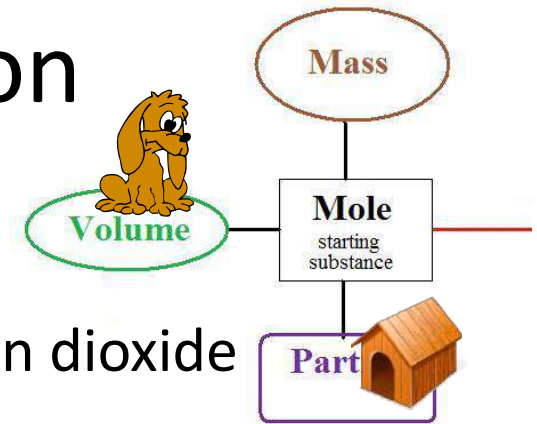 on
Mass
Mole
starting
substance
Volume
n dioxide
Part